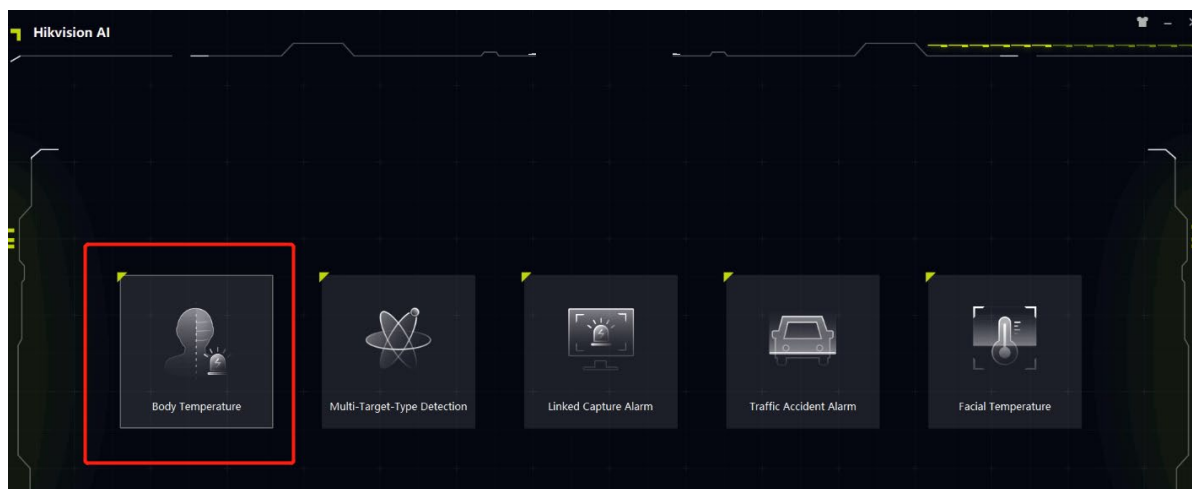 Hikvision AI
Body Temperature
Multi-Target-Type Detection
Linked Capture Alarm
Traffic Accident Alarm
Facial Temperature